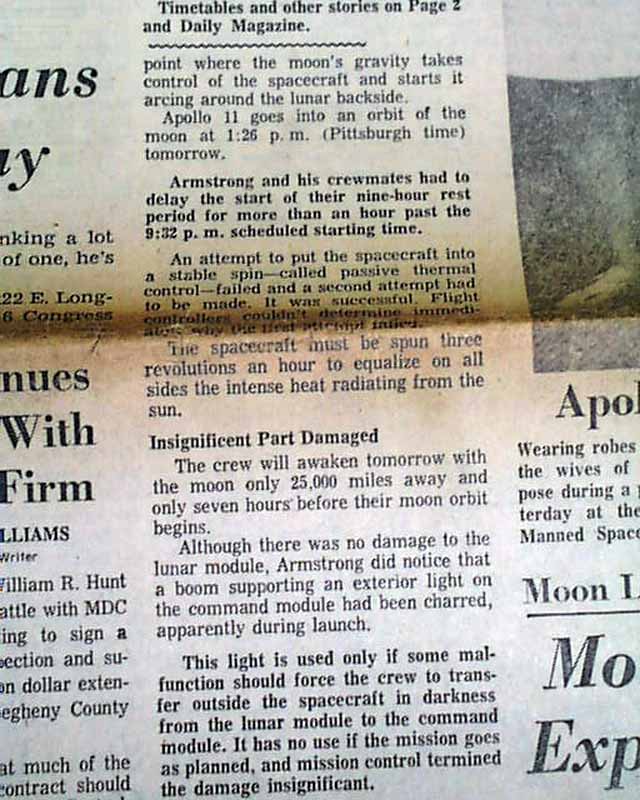 Timetables and other stories on Page 2
and Daily Magazine.
point where the moon's gravity takes
control of the spacecraft and starts it
arcing around the lunar backside.
Apollo 11 goes into an orbit of the
moon at 1:26 p. m. (Pittsburgh time)
tomorrow.
Armstrong and his crewmates had to
delay the start of their nine-hour rest
period for more than an hour past the
9:32 p. m. scheduled starting time.
An attempt to put the spacecraft into
a stable spin—called passive thermal
control—failed and a second attempt had
to be made. It was successful. Flight
controllers couldn't determine immedi-
ately why the first attempt failed.
The spacecraft must be spun three
revolutions an hour to equalize on all
sides the intense heat radiating from the
sun.
Insignificent Part Damaged
The crew will awaken tomorrow with
the moon only 25,000 miles away and
only seven hours before their moon orbit
begins.
Although there was no damage to the
lunar module, Armstrong did notice that
a boom supporting an exterior light on
the command module had been charred,
apparently during launch.
This light is used only if some mal-
function should force the crew to trans-
fer outside the spacecraft in darkness
from the lunar module to the command
module. It has no use if the mission goes
as planned, and mission control termined
the damage insignificant.
ans
ay
nking a lot
of one, he's
22 E. Long-
6 Congress
nues
With
Firm
LLIAMS
Writer
William R. Hunt
attle with MDC
ing to sign a
ection and su-
on dollar exten-
egheny County
at much of the
contract should
Apol
Wearing robes
the wives of
pose during a
terday at the
Manned Space
Moon L
Mo
Exp